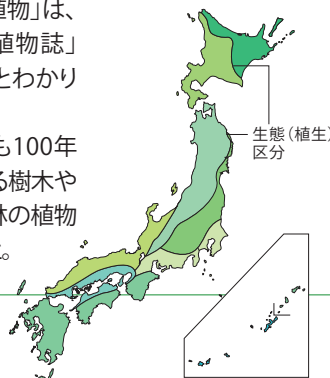 植物」は、
植物誌」
とわかり
も100年
る樹木や
林の植物
。
生態(植生)
区分